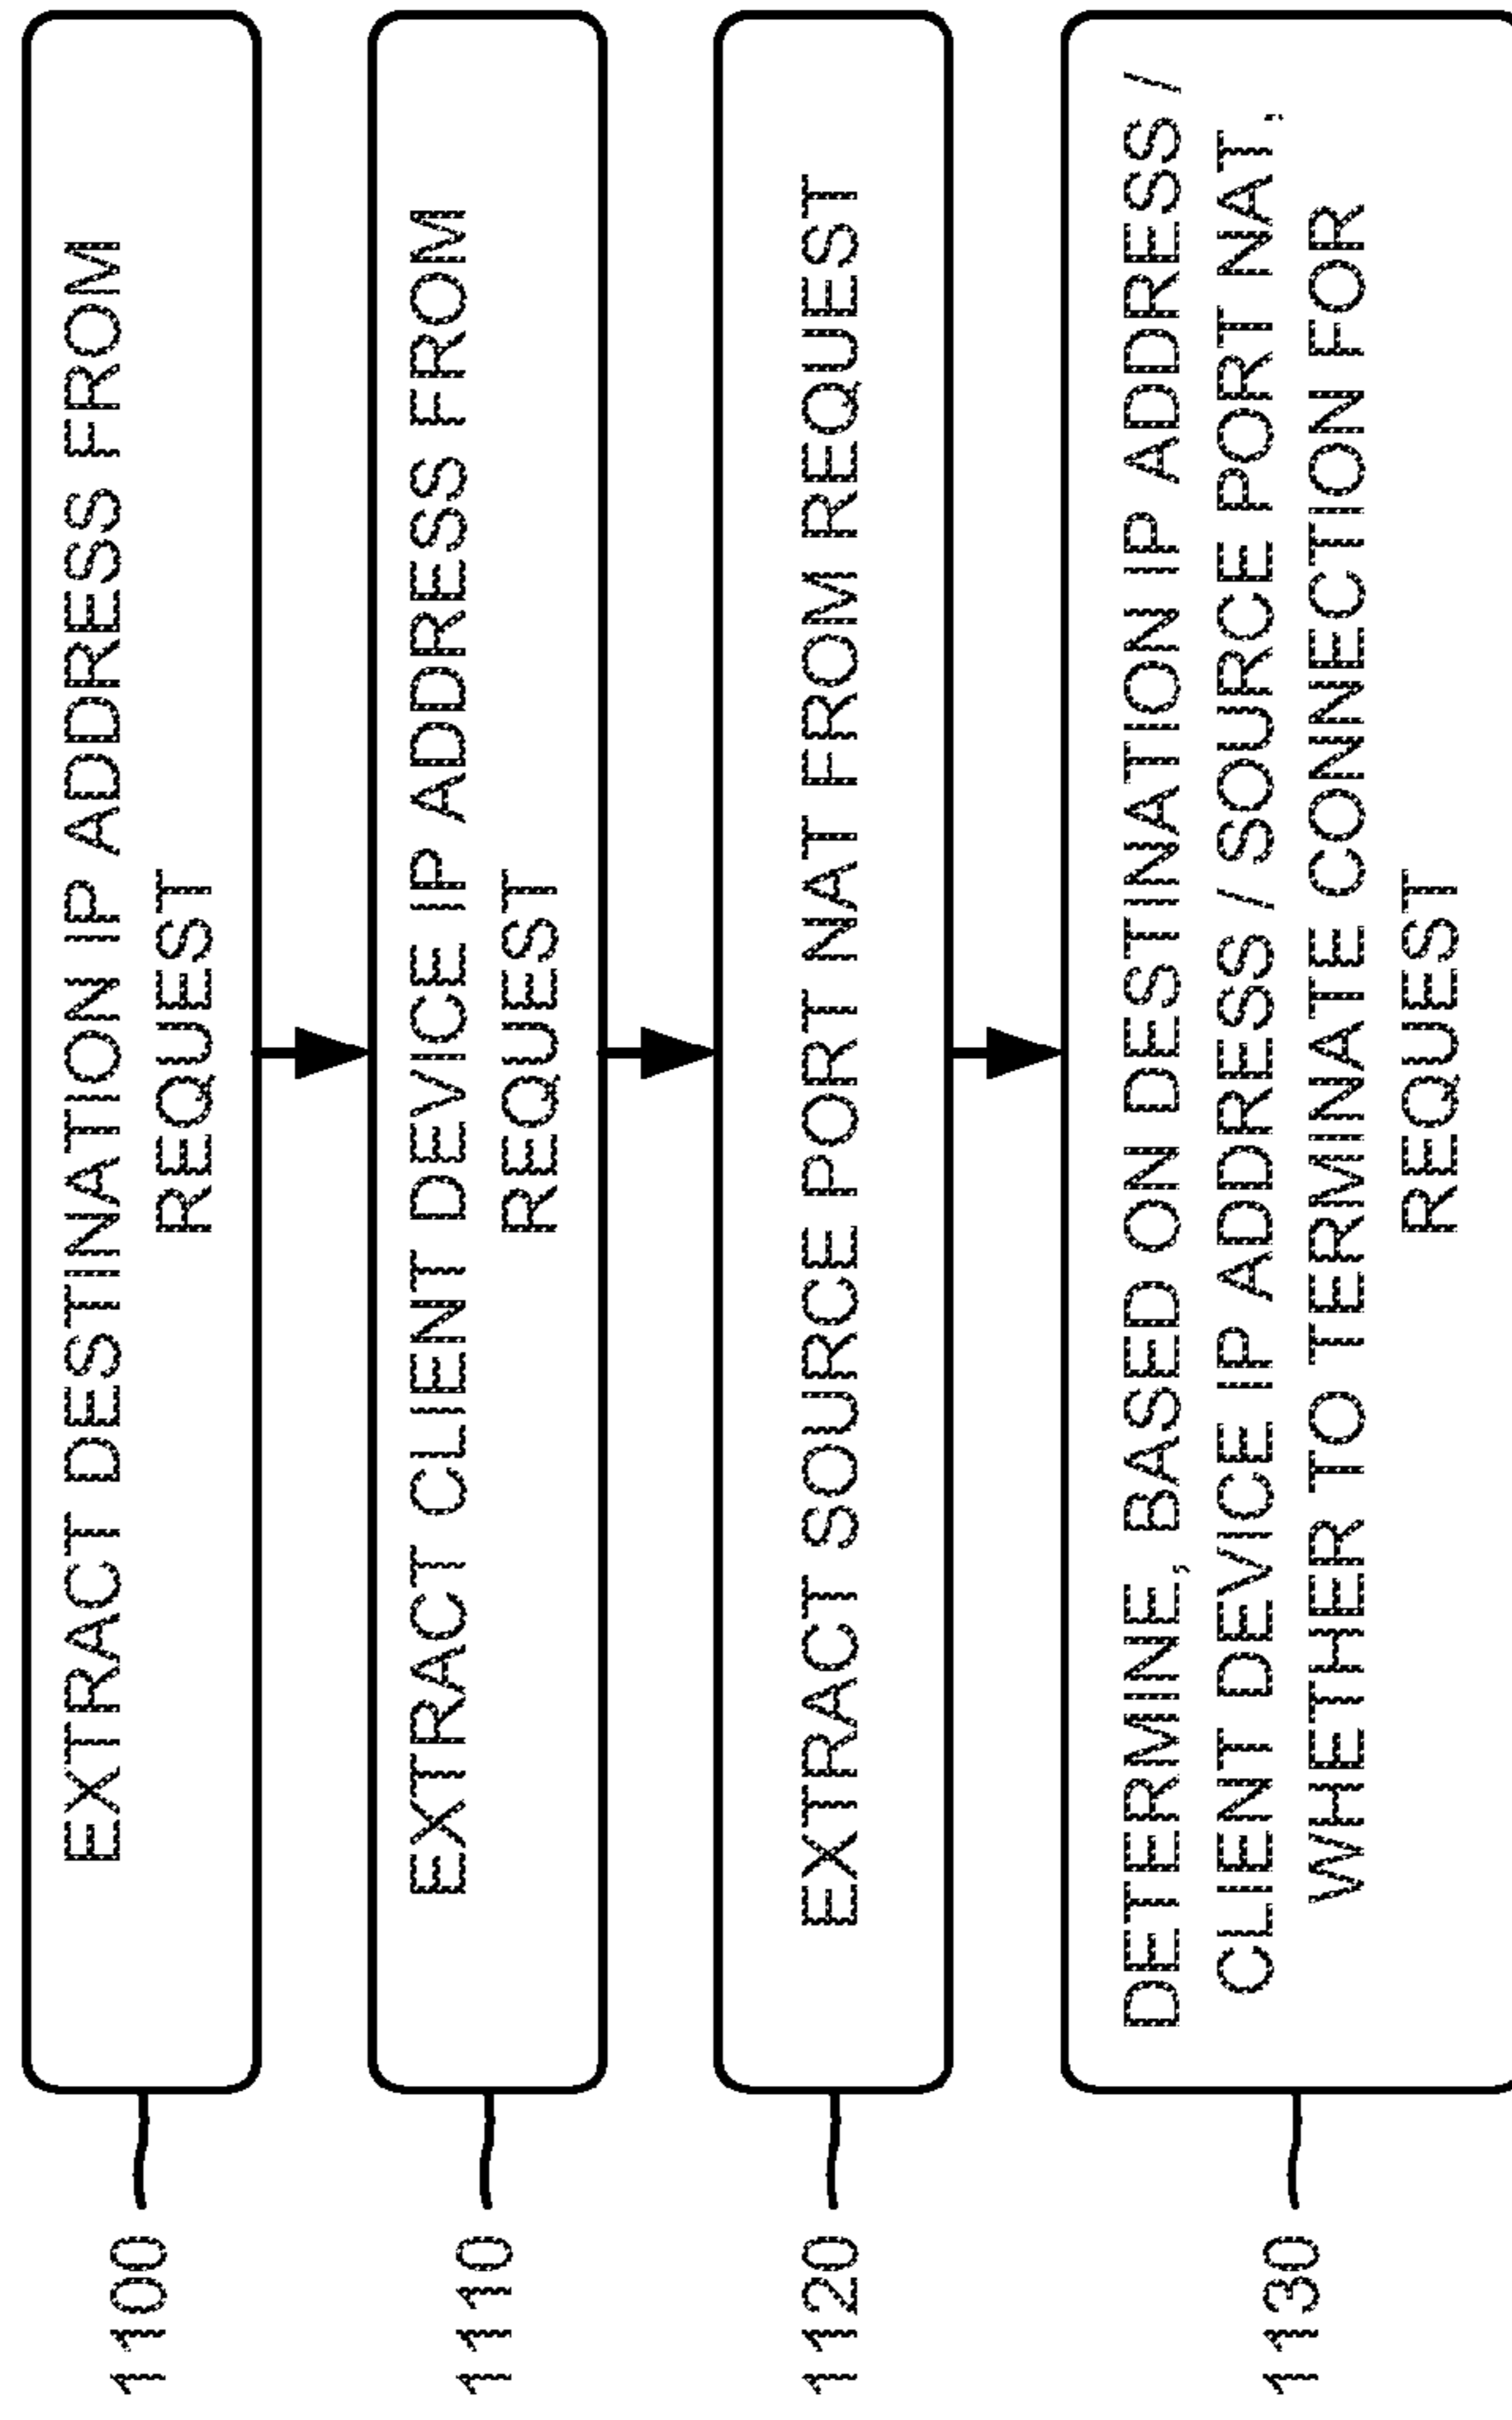 1100
EXTRACT DESTINATION IP ADDRESS FROM
REQUEST
1110
EXTRACT CLIENT DEVICE IP ADDRESS FROM
REQUEST
1120
EXTRACT SOURCE PORT NAT FROM REQUEST
1130
DETERMINE, BASED ON DESTINATION IP ADDRESS /
CLIENT DEVICE IP ADDRESS / SOURCE PORT NAT,
WHETHER TO TERMINATE CONNECTION FOR
REQUEST